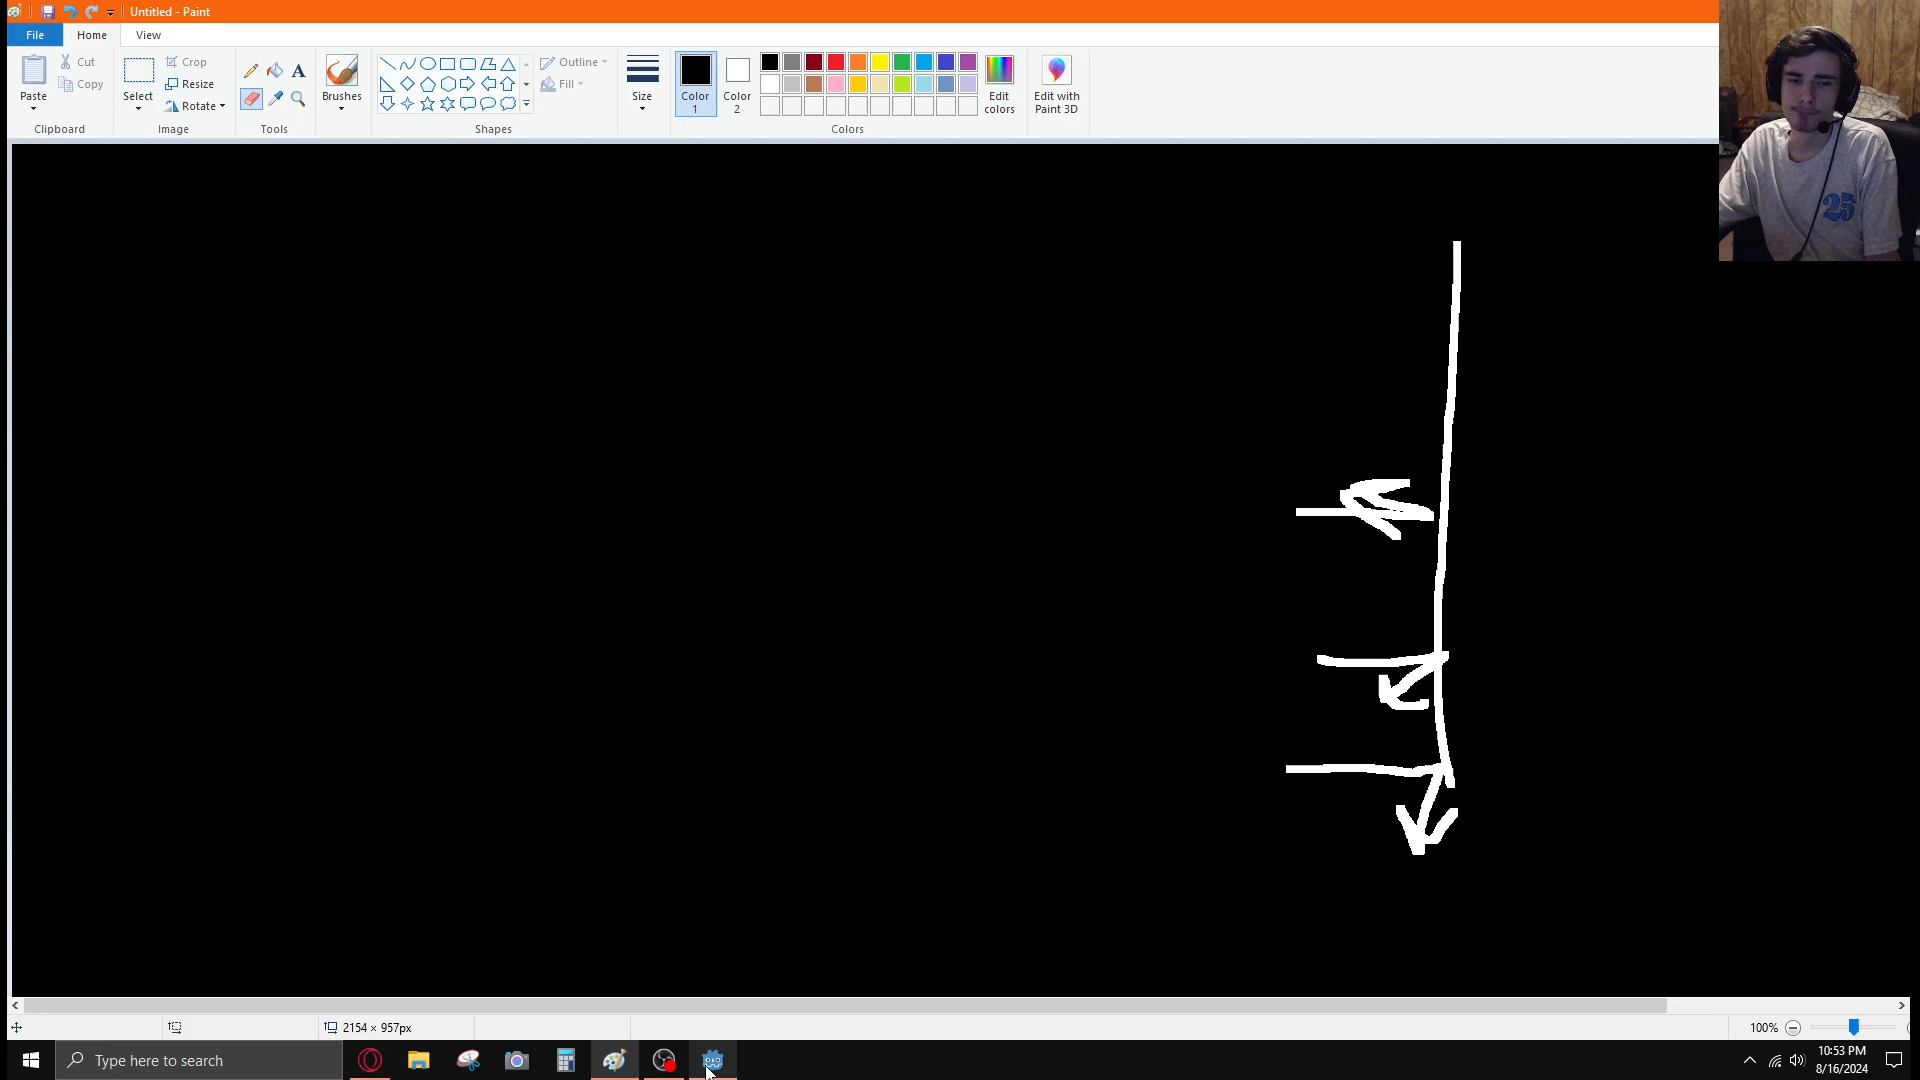 Untitled - Paint
File Home View
Paste
Cut
Copy
Clipboard
Select
Crop
Resize
Rotate
Image
A
Tools
Brushes
Shapes
Outline
Fill
Size
Color 1
Color 2
Colors
Edit colors
Edit with Paint 3D
25
2154 × 957px
100%
Type here to search
10:53 PM
8/16/2024